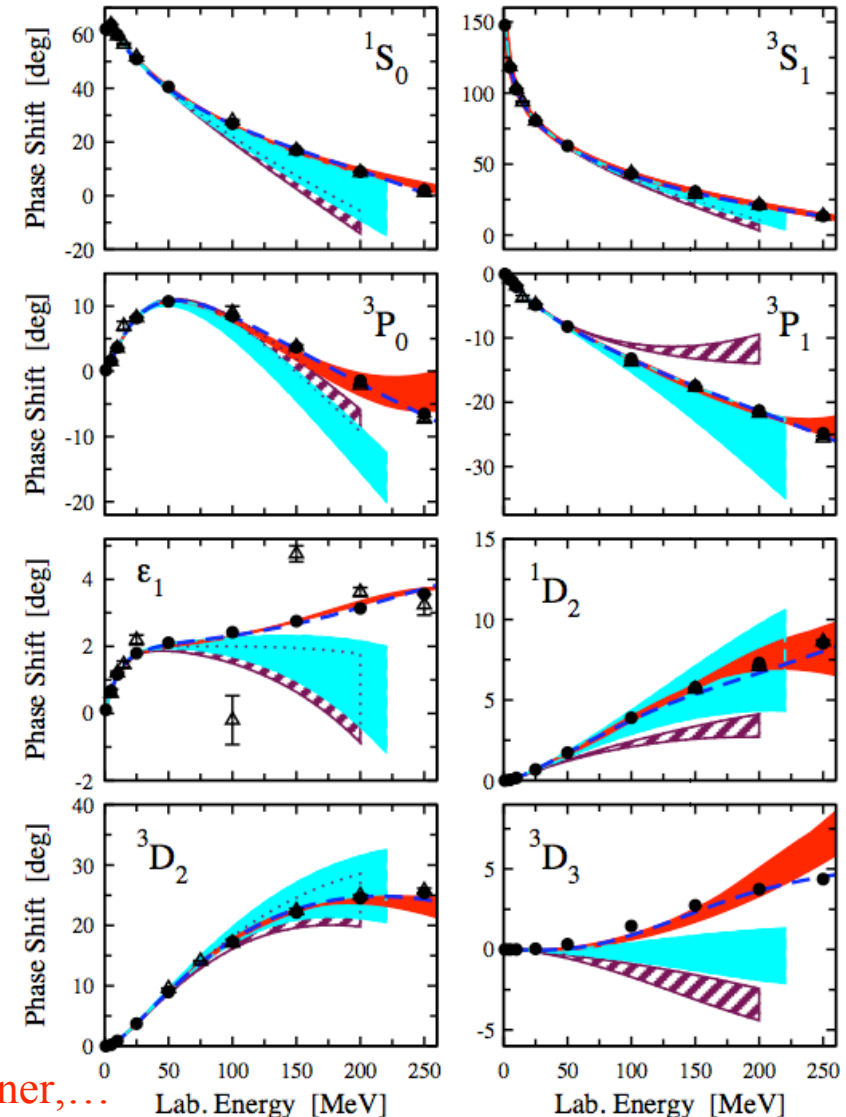 60
40
20
0
-20
Phase Shift [deg]
¹S₀
150
100
50
0
³S₁
10
0
-10
-20
Phase Shift [deg]
³P₀
0
-10
-20
-30
³P₁
4
2
0
-2
Phase Shift [deg]
ε₁
15
10
5
0
¹D₂
40
30
20
10
0
Phase Shift [deg]
³D₂
0 50 100 150 200 250
Lab. Energy [MeV]
5
0
-5
³D₃
0 50 100 150 200 250
Lab. Energy [MeV]
ner,…